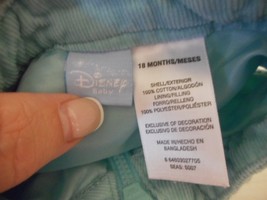 Disney
BABY
18 MONTHS/MESES
SHELL/EXTERIOR
100% COTTON/ALGODÓN
LINING/FILLING
FORRO/RELLENO
100% POLYESTER/POLIÉSTER
EXCLUSIVE OF DECORATION
EXCLUSIVO DE DECORACIÓN
MADE IN/HECHO EN
BANGLADESH